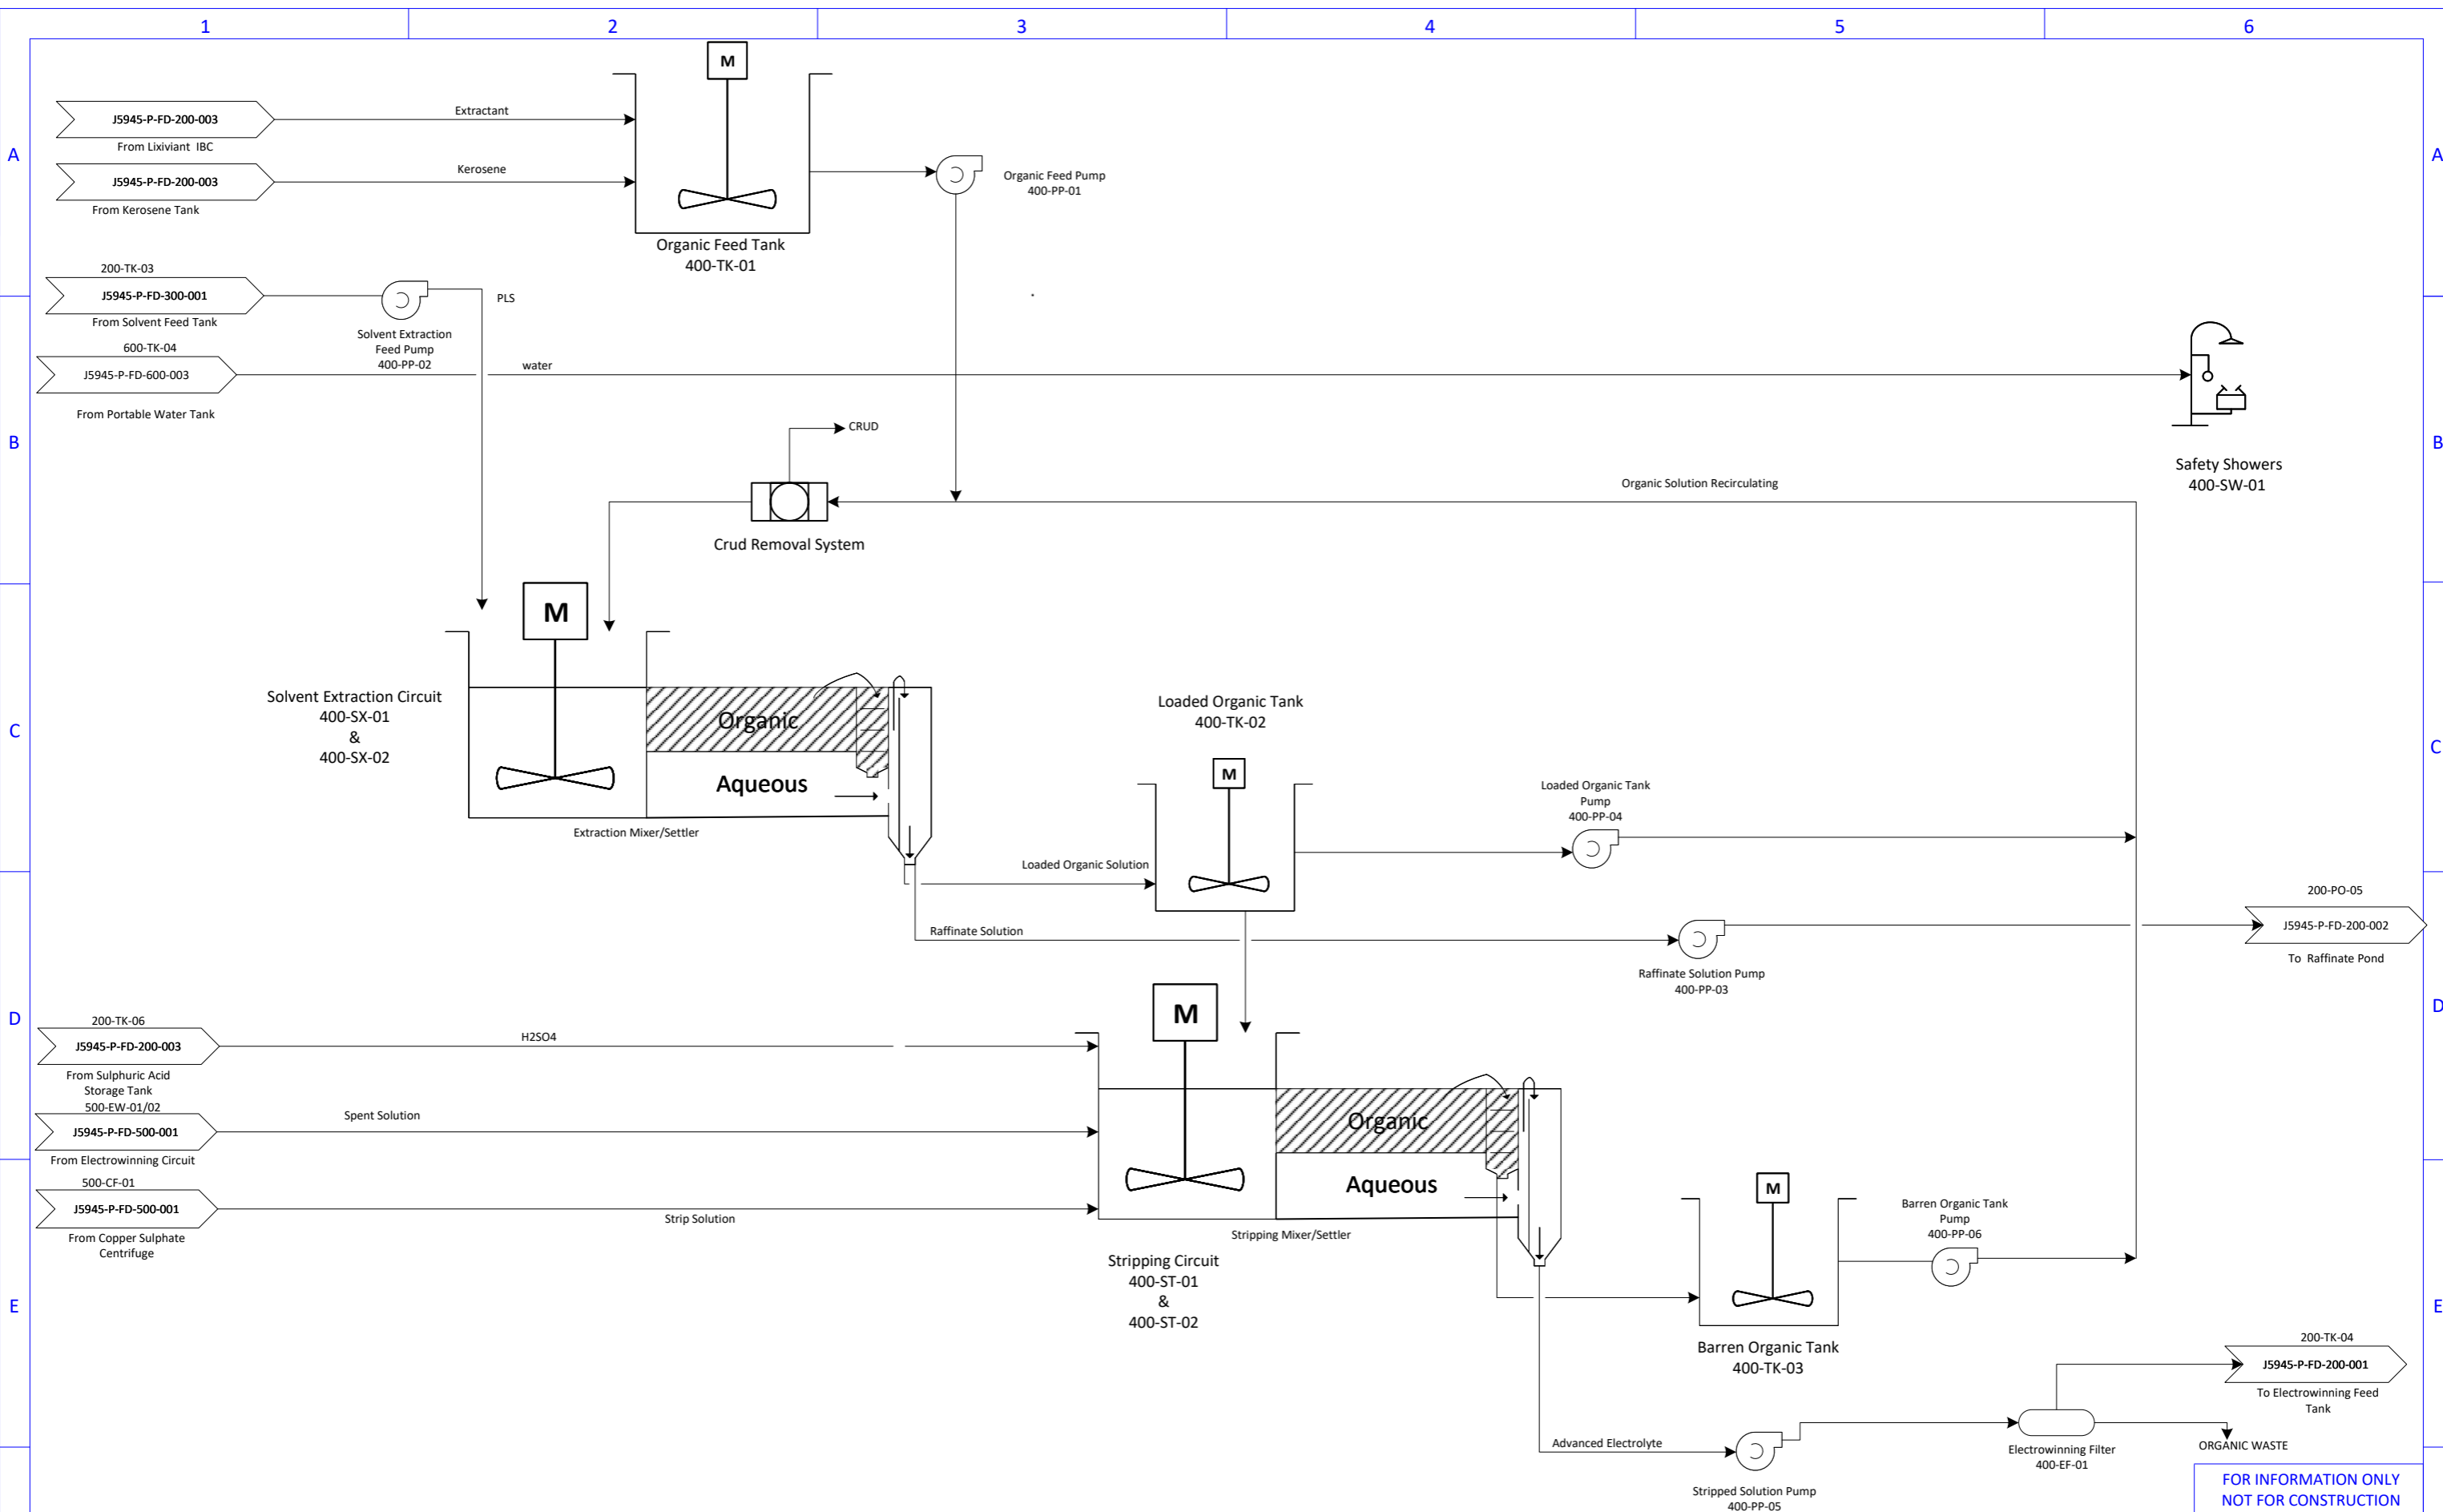 1
2
3
4
5
6
A
A
M
J5945-P-FD-200-003
Extractant
From Lixiviant IBC
J5945-P-FD-200-003
Kerosene
From Kerosene Tank
Organic Feed Pump
400-PP-01
Organic Feed Tank
400-TK-01
200-TK-03
J5945-P-FD-300-001
From Solvent Feed Tank
PLS
Solvent Extraction
Feed Pump
400-PP-02
600-TK-04
J5945-P-FD-600-003
water
From Portable Water Tank
B
B
CRUD
Safety Showers
400-SW-01
Organic Solution Recirculating
Crud Removal System
M
Solvent Extraction Circuit
400-SX-01
&
400-SX-02
Organic
Aqueous
Extraction Mixer/Settler
C
C
Loaded Organic Tank
400-TK-02
M
Loaded Organic Tank
Pump
400-PP-04
Loaded Organic Solution
Raffinate Solution
Raffinate Solution Pump
400-PP-03
200-PO-05
J5945-P-FD-200-002
To Raffinate Pond
D
D
M
200-TK-06
J5945-P-FD-200-003
H2SO4
From Sulphuric Acid
Storage Tank
500-EW-01/02
J5945-P-FD-500-001
Spent Solution
From Electrowinning Circuit
500-CF-01
J5945-P-FD-500-001
Strip Solution
From Copper Sulphate
Centrifuge
Organic
Aqueous
Stripping Mixer/Settler
Stripping Circuit
400-ST-01
&
400-ST-02
E
E
M
Barren Organic Tank
Pump
400-PP-06
Barren Organic Tank
400-TK-03
200-TK-04
J5945-P-FD-200-001
To Electrowinning Feed
Tank
Advanced Electrolyte
Stripped Solution Pump
400-PP-05
Electrowinning Filter
400-EF-01
ORGANIC WASTE
FOR INFORMATION ONLY
NOT FOR CONSTRUCTION